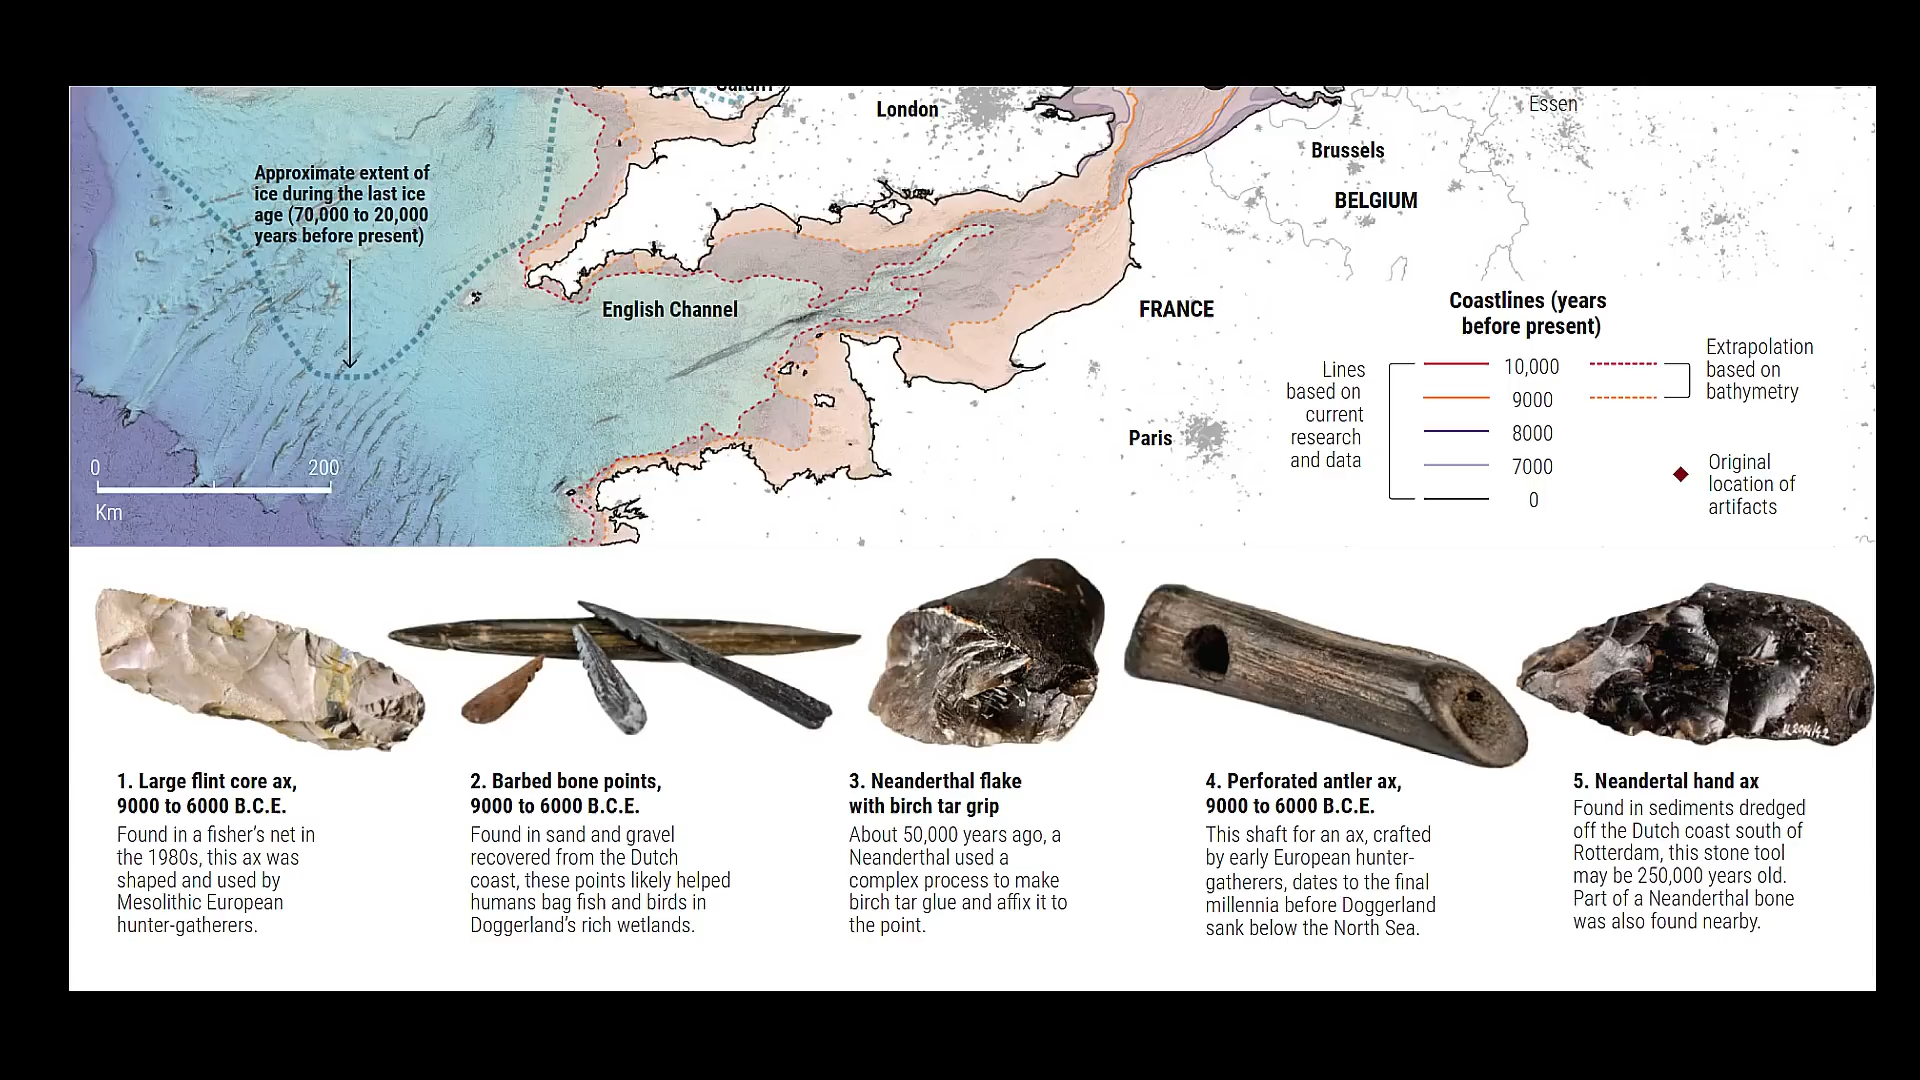 Cardiff
London
Essen
Brussels
BELGIUM
Approximate extent of
ice during the last ice
age (70,000 to 20,000
years before present)
English Channel
FRANCE
Paris
0 200
Km
Coastlines (years
before present)
Lines
based on
current
research
and data
10,000
9000
8000
7000
0
Extrapolation
based on
bathymetry
Original
location of
artifacts
1. Large flint core ax,
9000 to 6000 B.C.E.
Found in a fisher’s net in
the 1980s, this ax was
shaped and used by
Mesolithic European
hunter-gatherers.
2. Barbed bone points,
9000 to 6000 B.C.E.
Found in sand and gravel
recovered from the Dutch
coast, these points likely helped
humans bag fish and birds in
Doggerland’s rich wetlands.
3. Neanderthal flake
with birch tar grip
About 50,000 years ago, a
Neanderthal used a
complex process to make
birch tar glue and affix it to
the point.
4. Perforated antler ax,
9000 to 6000 B.C.E.
This shaft for an ax, crafted
by early European hunter-
gatherers, dates to the final
millennia before Doggerland
sank below the North Sea.
5. Neandertal hand ax
Found in sediments dredged
off the Dutch coast south of
Rotterdam, this stone tool
may be 250,000 years old.
Part of a Neanderthal bone
was also found nearby.